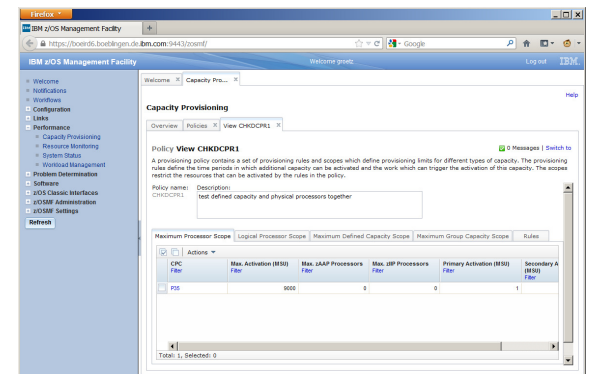 Firefox
IBM z/OS Management Facility
+
https://boeird6.boeblingen.de.ibm.com:9443/zosmf/
Google
IBM z/OS Management Facility
Welcome groetz
Log out
IBM.
Welcome
Notifications
Workflows
Configuration
Links
Performance
Capacity Provisioning
Resource Monitoring
System Status
Workload Management
Problem Determination
Software
z/OS Classic Interfaces
z/OSMF Administration
z/OSMF Settings
Refresh
Welcome X
Capacity Pro... X
Help
Capacity Provisioning
Overview
Policies X
View CHKDCPR1 X
Policy View CHKDCPR1
0 Messages | Switch to
A provisioning policy contains a set of provisioning rules and scopes which define provisioning limits for different types of capacity. The provisioning
rules define the time periods in which additional capacity can be activated and the work which can trigger the activation of this capacity. The scopes
restrict the resources that can be activated by the rules in the policy.
Policy name: Description:
CHKDCPR1 test defined capacity and physical
processors together
Maximum Processor Scope
Logical Processor Scope
Maximum Defined Capacity Scope
Maximum Group Capacity Scope
Rules
Actions
CPC Max. Activation (MSU) Max. zAAP Processors Max. zIIP Processors Primary Activation (MSU) Secondary A
(MSU)
Filter Filter Filter Filter Filter Filter
P35 9000 0 0 1
Total: 1, Selected: 0